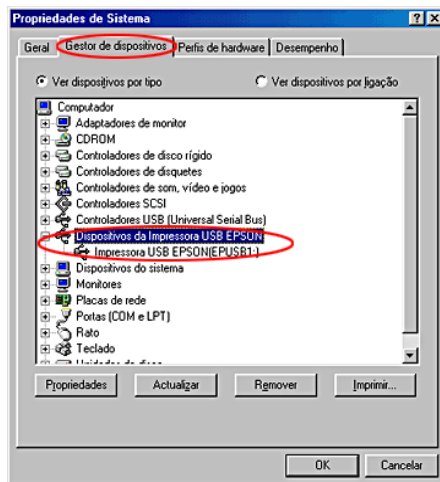 Propriedades de Sistema
Geral Gestor de dispositivos Perfis de hardware Desempenho
Ver dispositivos por tipo Ver dispositivos por ligação
Computador
Adaptadores de monitor
CDROM
Controladores de disco rígido
Controladores de disquetes
Controladores de som, vídeo e jogos
Controladores SCSI
Controladores USB (Universal Serial Bus)
Dispositivos da Impressora USB EPSON
Impressora USB EPSON(EPUSB1:)
Dispositivos do sistema
Monitores
Placas de rede
Portas (COM e LPT)
Rato
Teclado
Propriedades Actualizar Remover Imprimir...
OK Cancelar